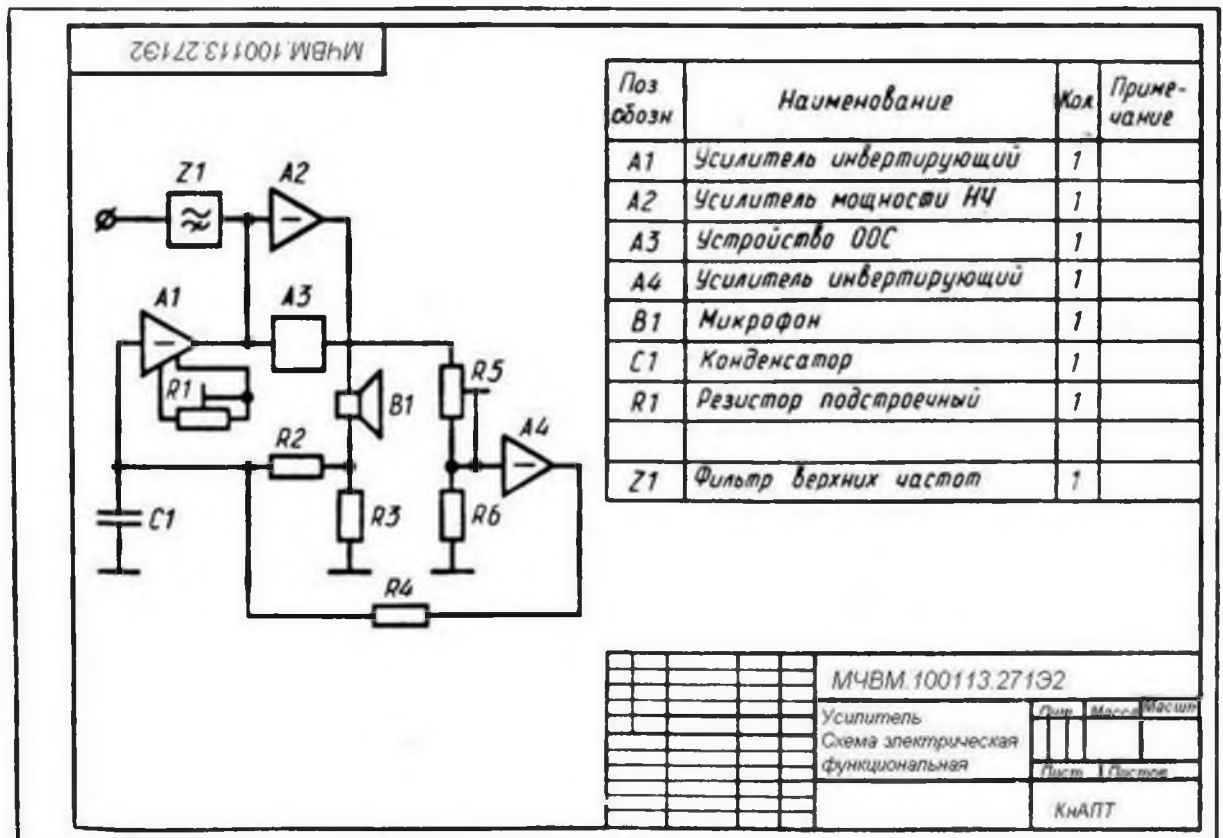 МЧВМ.100113.271Э2
Z1
A2
A1
A3
R1
B1
R5
A4
R2
C1
R3
R6
R4
Поз обозн Наименование Кол Приме-чание
A1 Усилитель инвертирующий 1
A2 Усилитель мощности НЧ 1
A3 Устройство ООС 1
A4 Усилитель инвертирующий 1
B1 Микрофон 1
C1 Конденсатор 1
R1 Резистор подстроечный 1
Z1 Фильтр верхних частот 1
МЧВМ.100113.271Э2
Усилитель
Схема электрическая
функциональная
Масса Масшт
Лист 1 Листов
КнАПТ